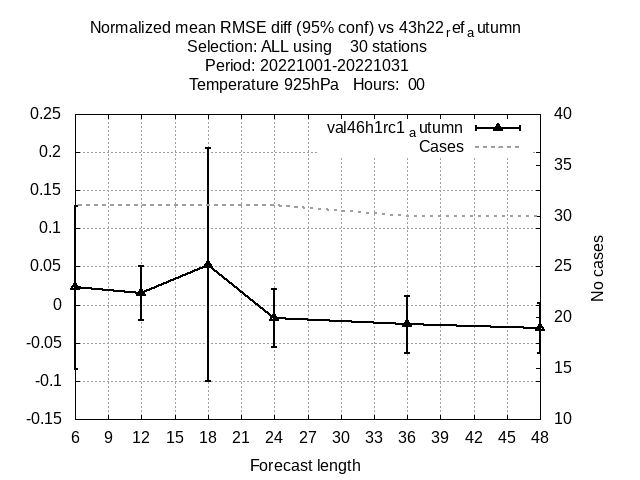 Normalized mean RMSE diff (95% conf) vs 43h22ref autumn
Selection: ALL using 30 stations
Period: 20221001-20221031
Temperature 925hPa Hours: 00
val46h1rc1autumn
Cases
0.25
0.2
0.15
0.1
0.05
0
-0.05
-0.1
-0.15
40
35
30
25
20
15
10
No cases
6 9 12 15 18 21 24 27 30 33 36 39 42 45 48
Forecast length